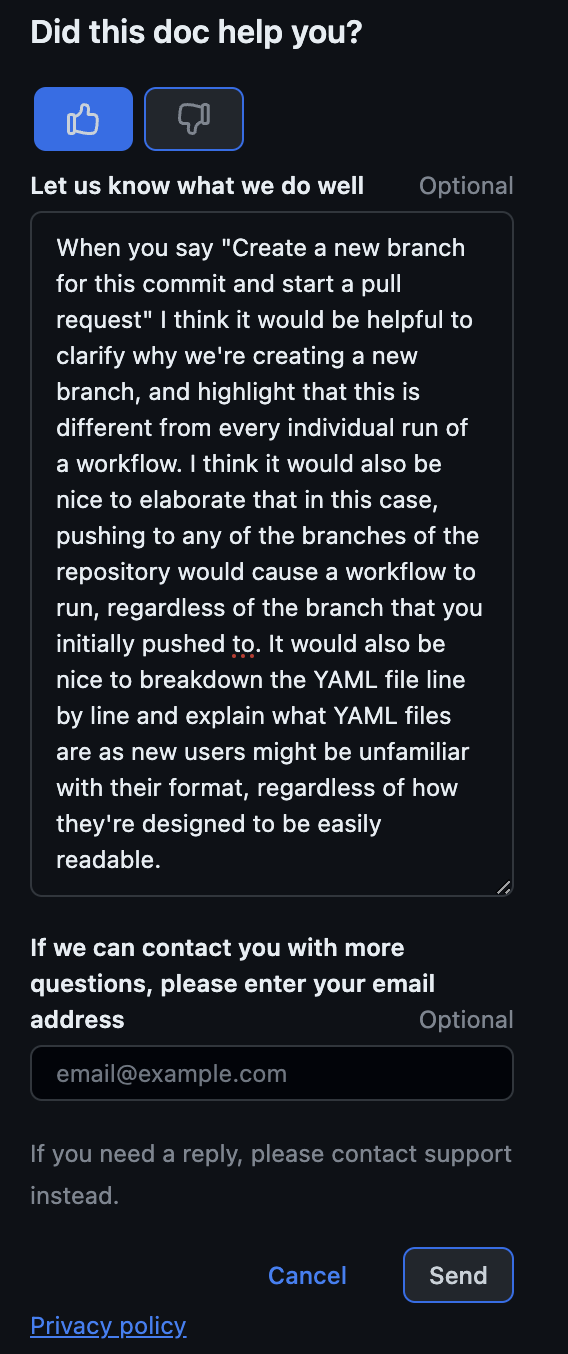 Did this doc help you?
Let us know what we do well Optional
When you say "Create a new branch
for this commit and start a pull
request" I think it would be helpful to
clarify why we're creating a new
branch, and highlight that this is
different from every individual run of
a workflow. I think it would also be
nice to elaborate that in this case,
pushing to any of the branches of the
repository would cause a workflow to
run, regardless of the branch that you
initially pushed to. It would also be
nice to breakdown the YAML file line
by line and explain what YAML files
are as new users might be unfamiliar
with their format, regardless of how
they're designed to be easily
readable.
If we can contact you with more
questions, please enter your email
address Optional
email@example.com
If you need a reply, please contact support
instead.
Cancel Send
Privacy policy